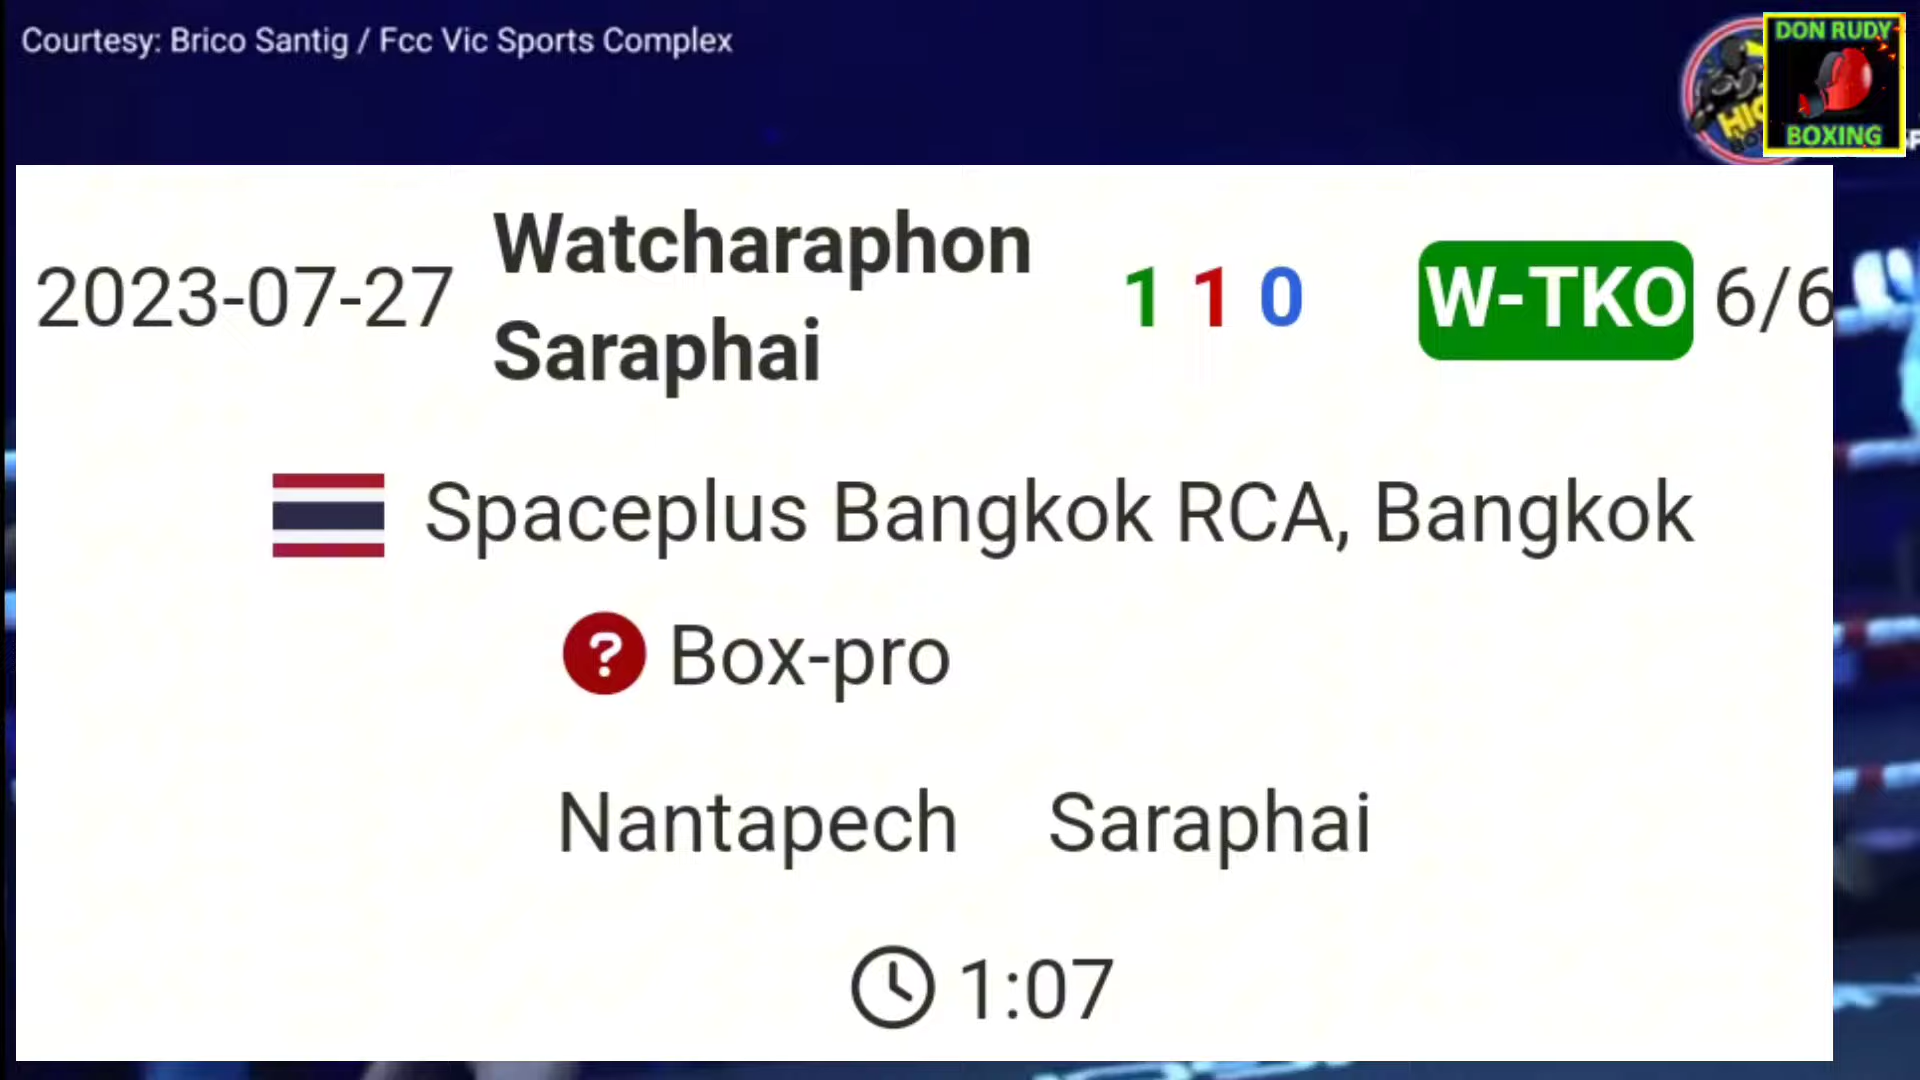 Courtesy: Brico Santig / Fcc Vic Sports Complex
DON RUDY
BOXING
2023-07-27
Watcharaphon
Saraphai
1 1 0
W-TKO
6/6
Spaceplus Bangkok RCA, Bangkok
? Box-pro
Nantapech Saraphai
1:07